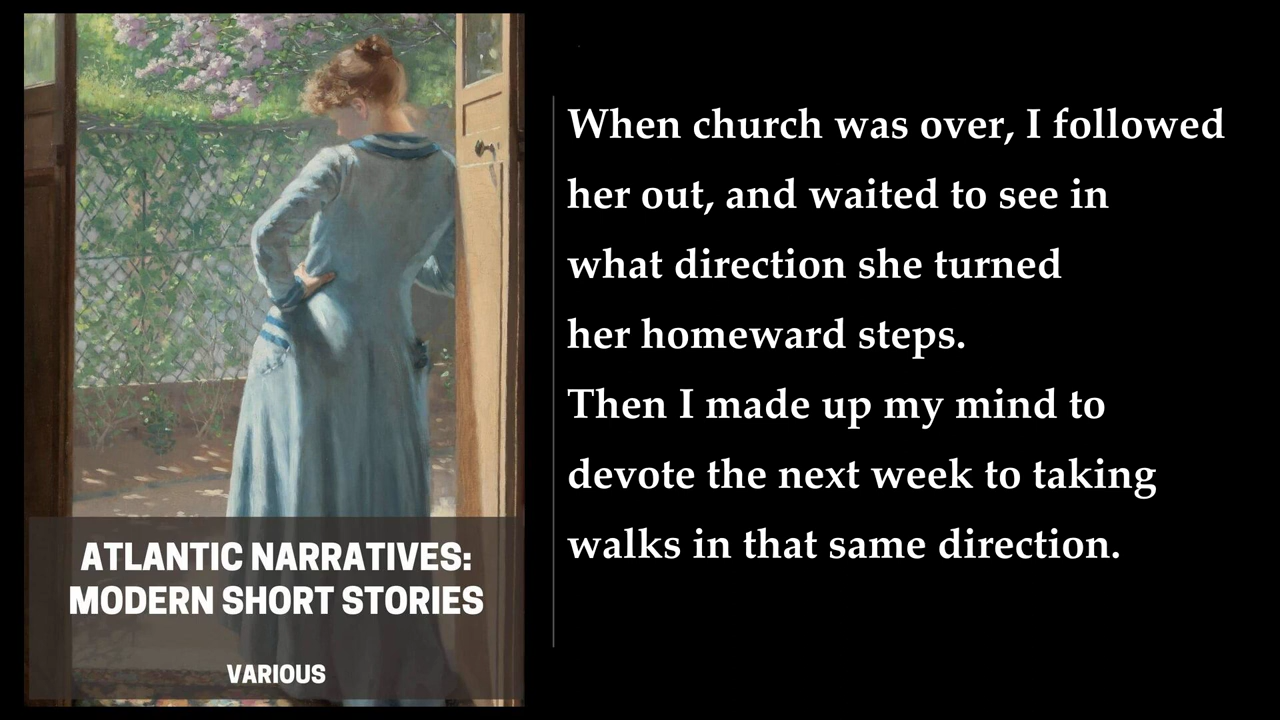 ATLANTIC NARRATIVES:
MODERN SHORT STORIES
VARIOUS
When church was over, I followed
her out, and waited to see in
what direction she turned
her homeward steps.
Then I made up my mind to
devote the next week to taking
walks in that same direction.